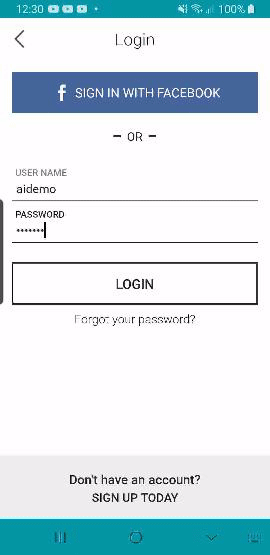 12:30 100%
Login
f SIGN IN WITH FACEBOOK
– OR –
USER NAME
aidemo
PASSWORD
•••••••
LOGIN
Forgot your password?
Don't have an account?
SIGN UP TODAY